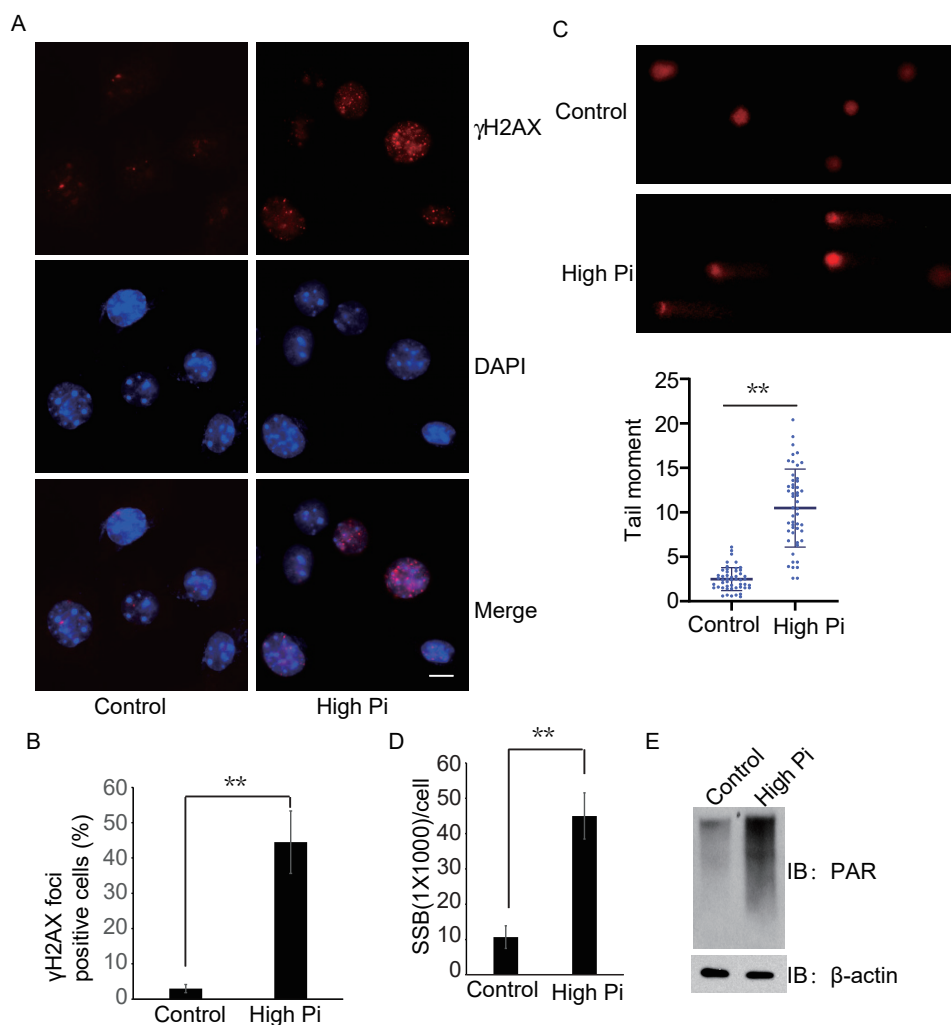 A
γH2AX
DAPI
Merge
Control
High Pi
C
Control
High Pi
25
20
15
10
5
0
Tail moment
**
Control
High Pi
B
60
50
40
30
20
10
0
γH2AX foci
positive cells (%)
**
Control
High Pi
D
60
50
40
30
20
10
0
SSB(1X1000)/cell
**
Control
High Pi
E
Control
High Pi
IB: PAR
IB: β-actin